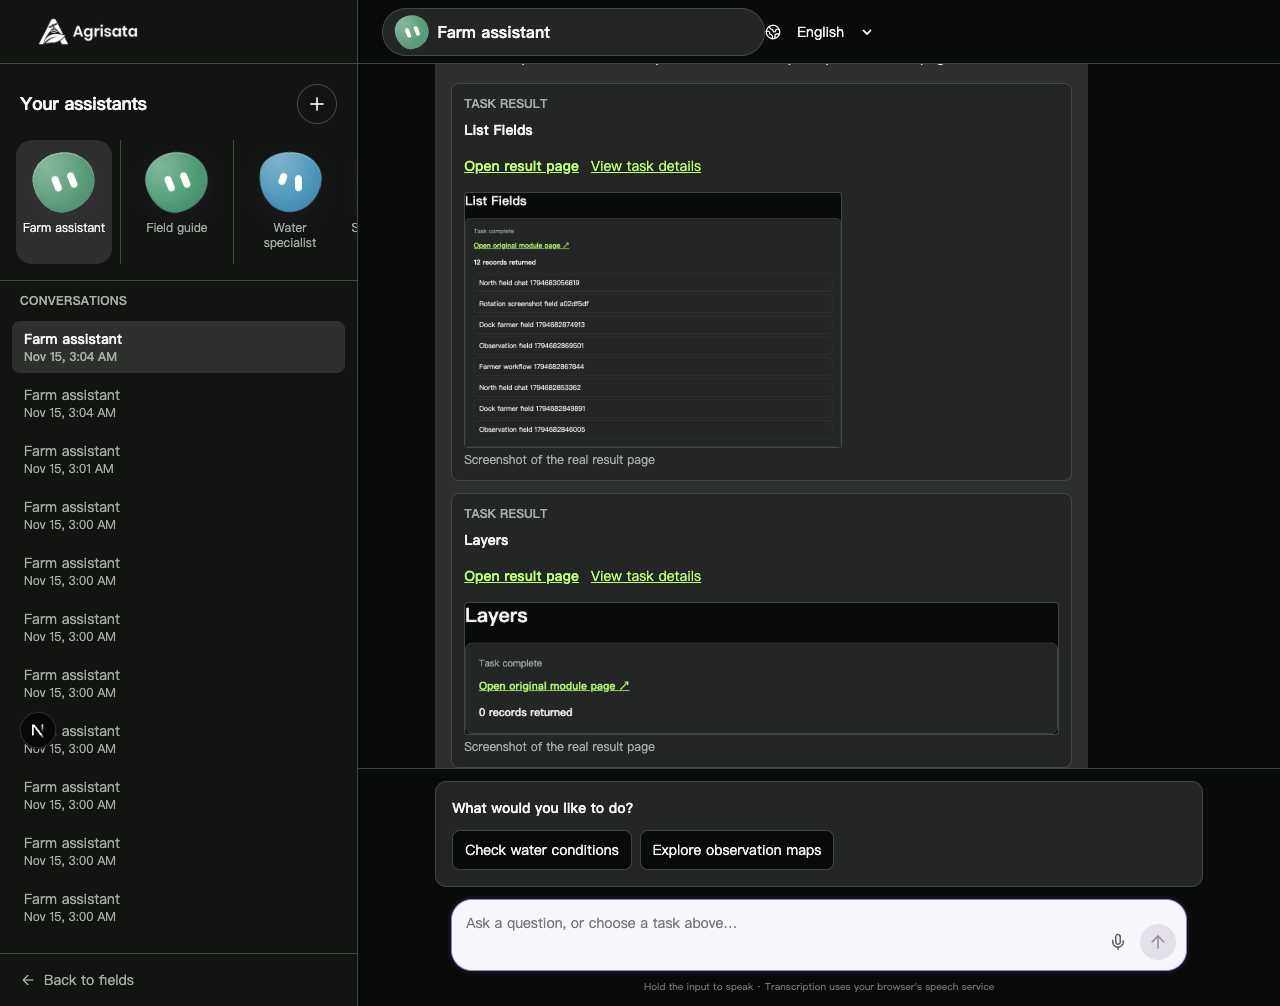 Agrisata
Farm assistant
English
Your assistants
Farm assistant
Field guide
Water
specialist
S
CONVERSATIONS
Farm assistant
Nov 15, 3:04 AM
Farm assistant
Nov 15, 3:04 AM
Farm assistant
Nov 15, 3:01 AM
Farm assistant
Nov 15, 3:00 AM
Farm assistant
Nov 15, 3:00 AM
Farm assistant
Nov 15, 3:00 AM
Farm assistant
Nov 15, 3:00 AM
N
assistant
Nov 15, 3:00 AM
Farm assistant
Nov 15, 3:00 AM
Farm assistant
Nov 15, 3:00 AM
Farm assistant
Nov 15, 3:00 AM
Back to fields
TASK RESULT
List Fields
Open result page View task details
List Fields
Task complete
Open original module page ↗
12 records returned
North field chat 1794683056819
Rotation screenshot field a02df5df
Dock farmer field 1794682874913
Observation field 1794682869501
Farmer workflow 1794682867844
North field chat 1794682853362
Dock farmer field 1794682849891
Observation field 1794682846005
Screenshot of the real result page
TASK RESULT
Layers
Open result page View task details
Layers
Task complete
Open original module page ↗
0 records returned
Screenshot of the real result page
What would you like to do?
Check water conditions
Explore observation maps
Ask a question, or choose a task above...
Hold the input to speak · Transcription uses your browser's speech service